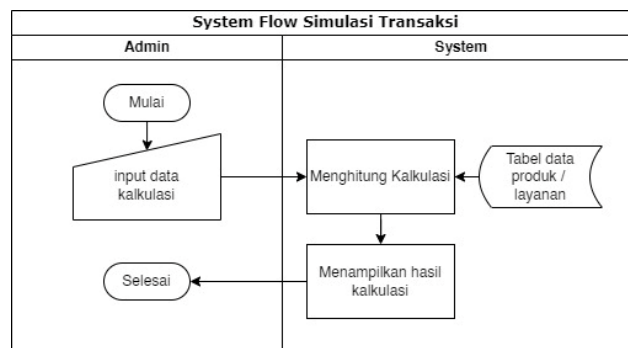 System Flow Simulasi Transaksi
Admin
System
Mulai
input data
kalkulasi
Menghitung Kalkulasi
Tabel data
produk /
layanan
Menampilkan hasil
kalkulasi
Selesai